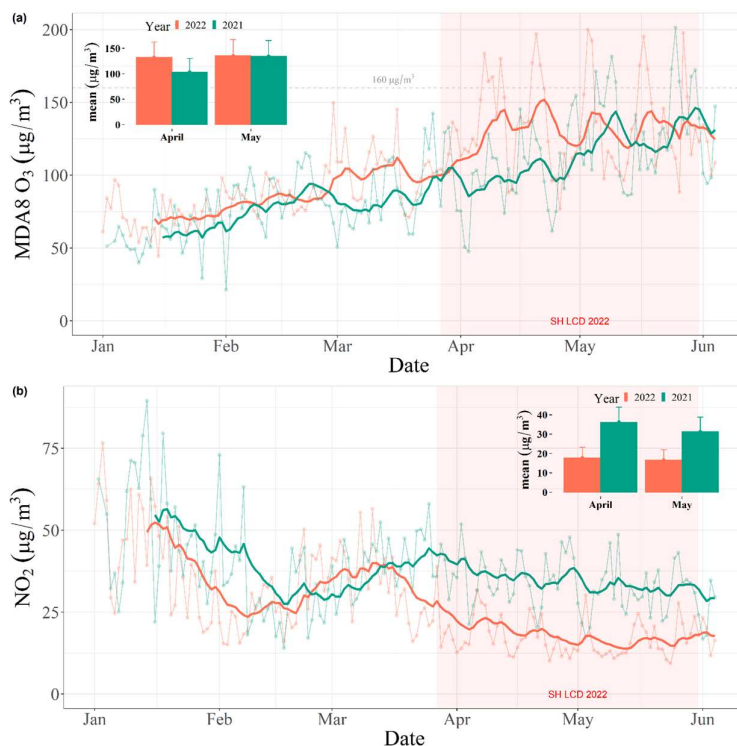 (a)
Year 2022 2021
mean (μg/m³)
150
100
50
0
April May
160 μg/m³
MDA8 O₃ (μg/m³)
200
150
100
50
0
SH LCD 2022
Jan Feb Mar Apr May Jun
Date
(b)
Year 2022 2021
mean (μg/m³)
40
30
20
10
0
April May
NO₂ (μg/m³)
75
50
25
0
SH LCD 2022
Jan Feb Mar Apr May Jun
Date